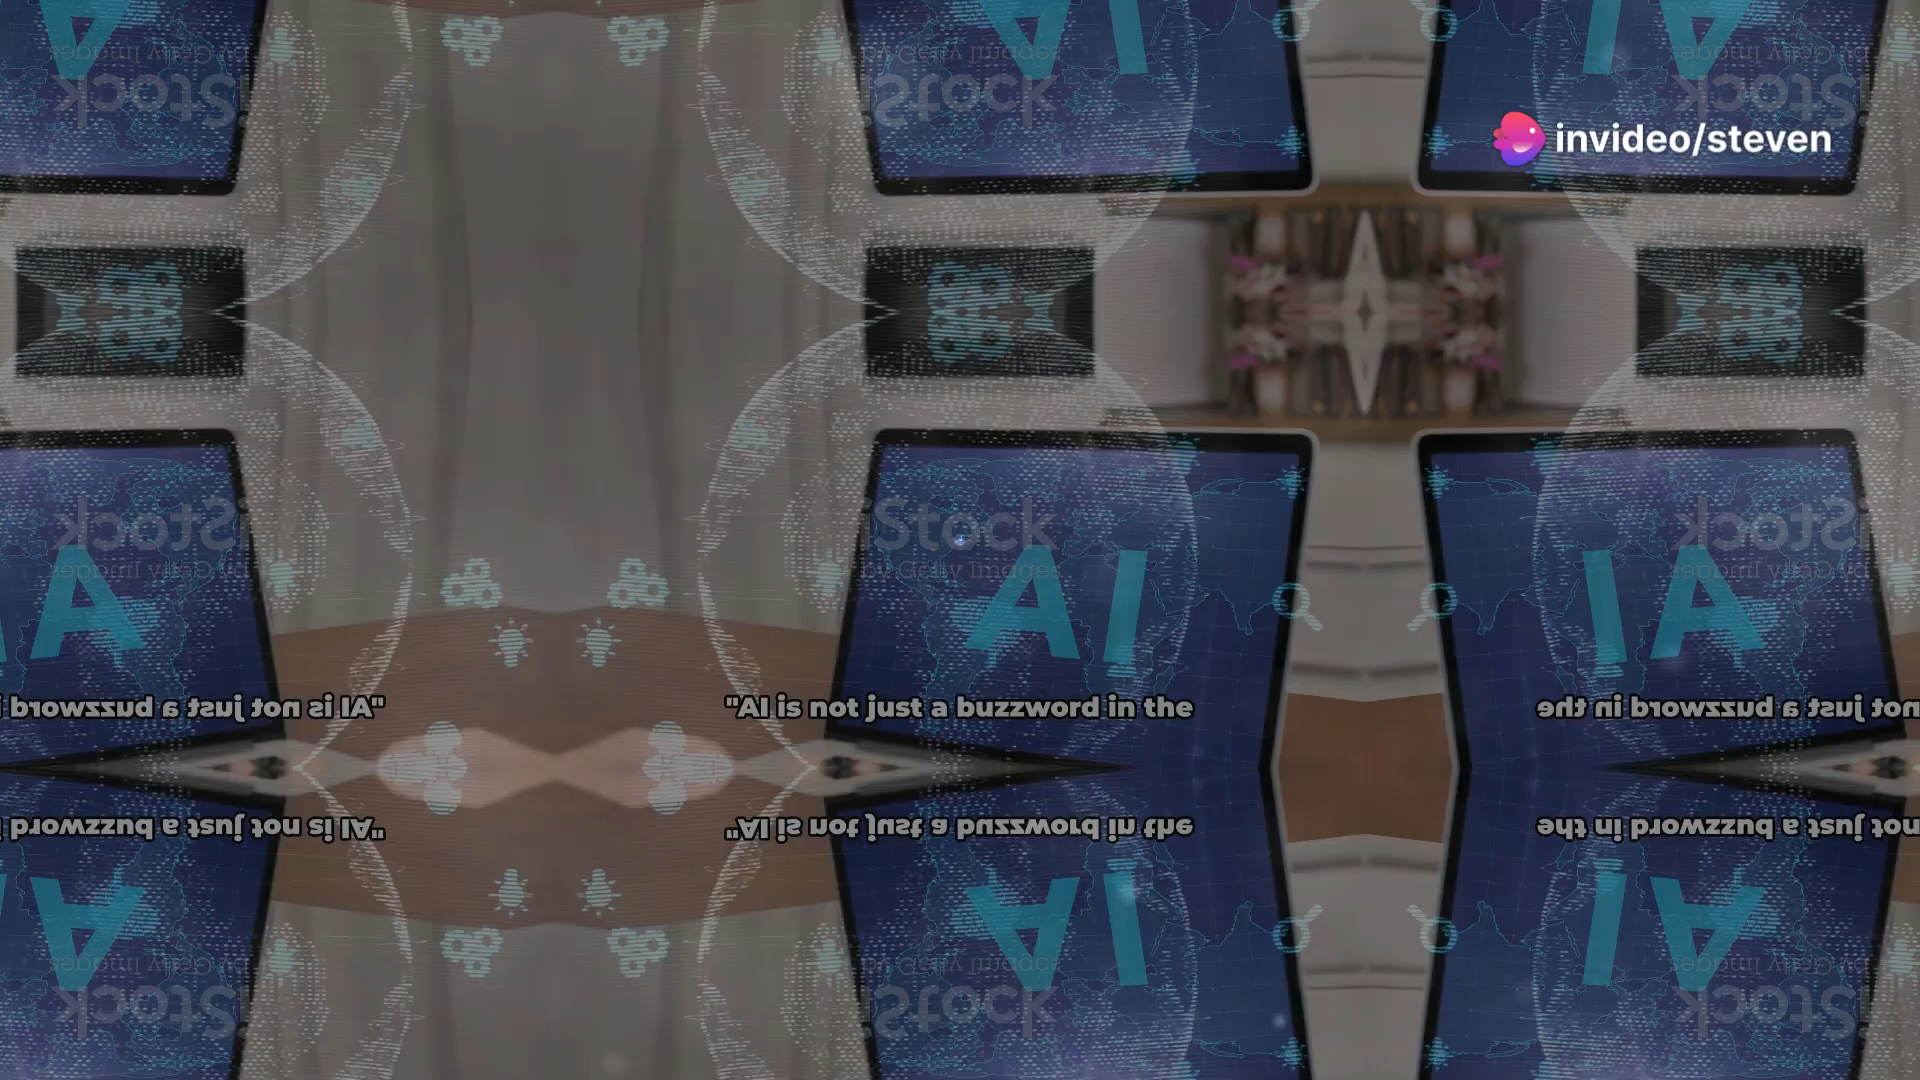 invideo/steven
iStock
by Getty Images
AI
"AI is not just a buzzword in the